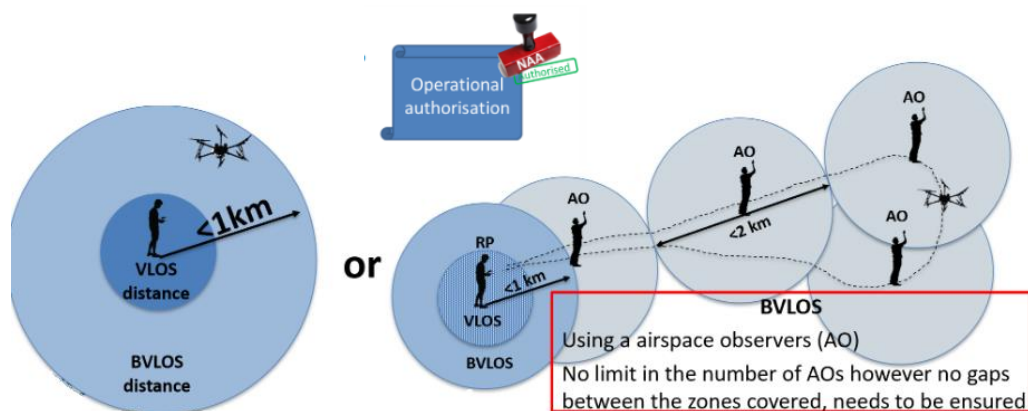 NAA
Authorised
Operational
authorisation
<1km
VLOS
distance
BVLOS
distance
or
RP
<1 km
VLOS
BVLOS
AO
AO
<2 km
AO
AO
BVLOS
Using a airspace observers (AO)
No limit in the number of AOs however no gaps
between the zones covered, needs to be ensured